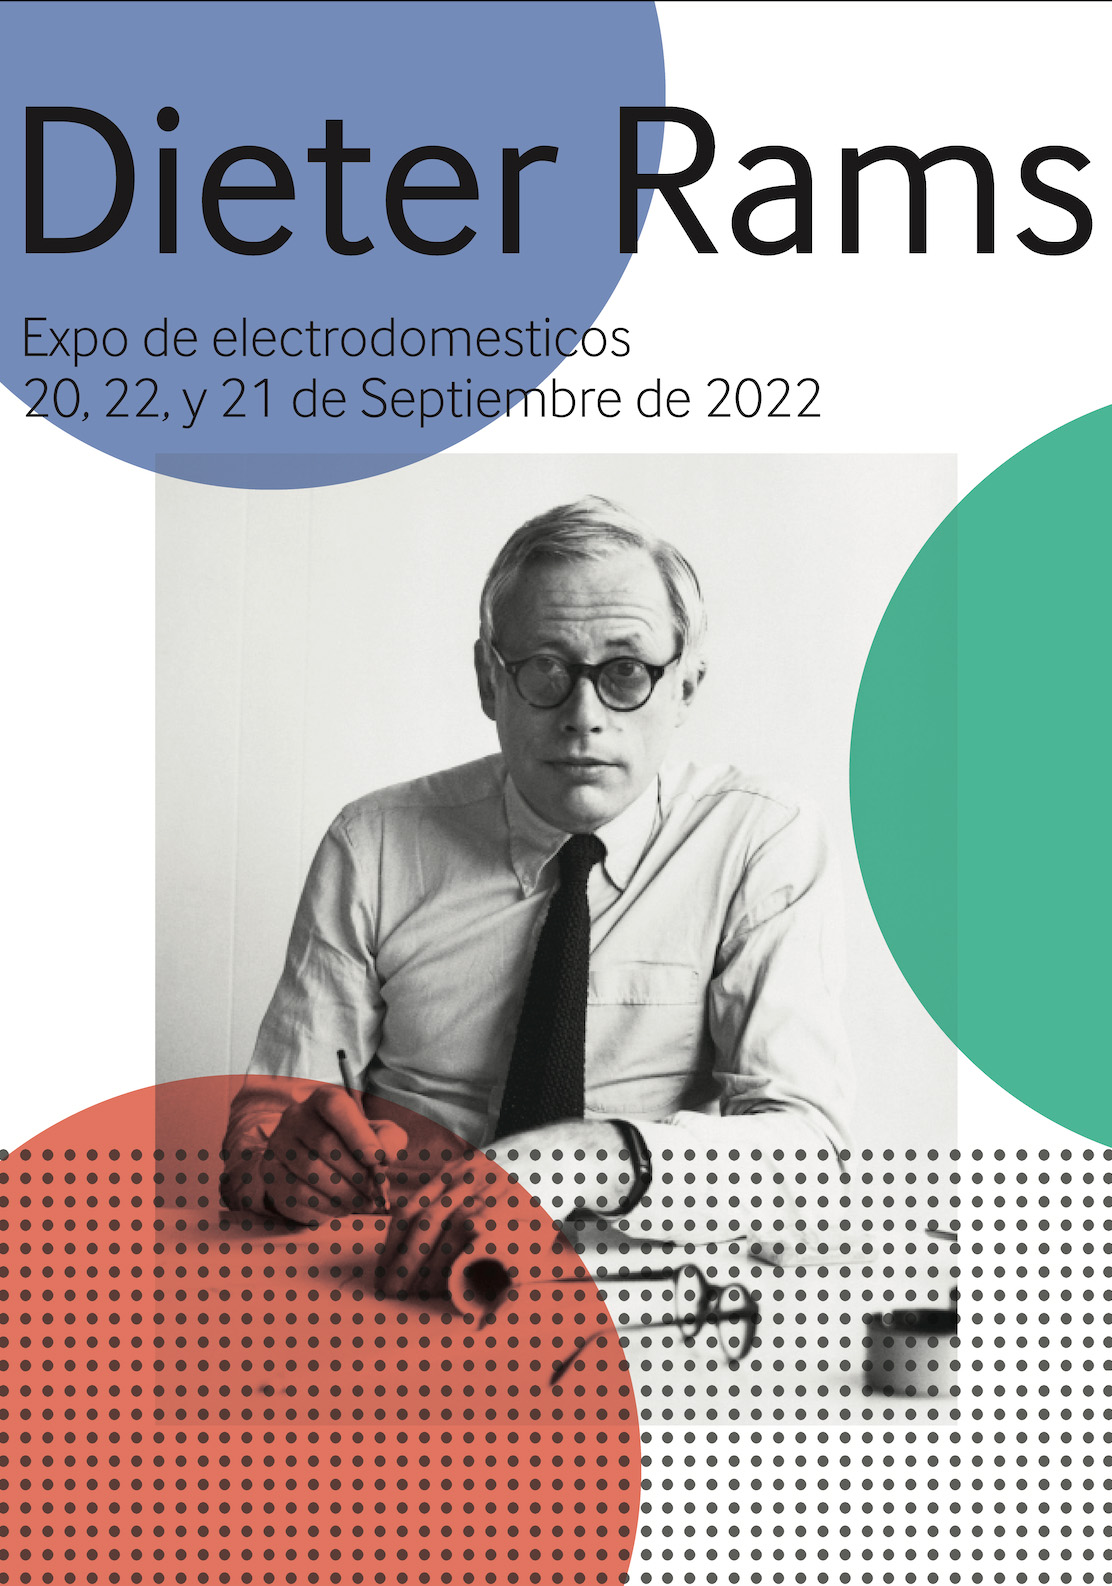 Dieter Rams
Expo de electrodomesticos
20, 22, y 21 de Septiembre de 2022